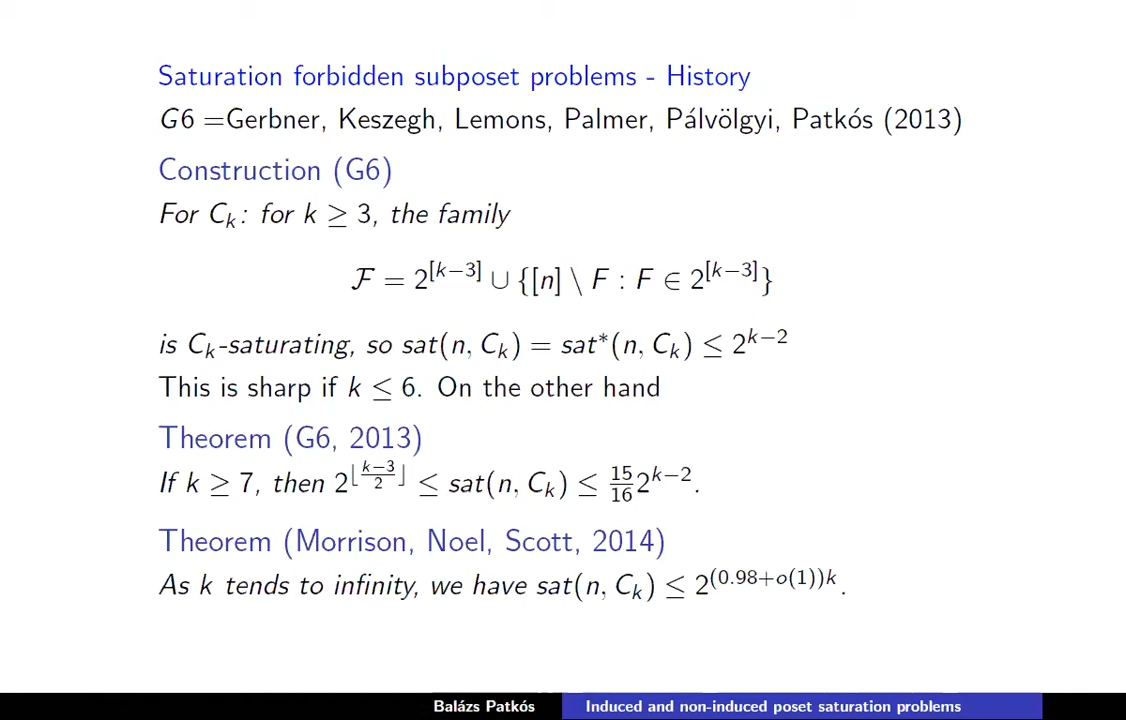 Saturation forbidden subposet problems - History
G6 =Gerbner, Keszegh, Lemons, Palmer, Pálvölgyi, Patkós (2013)
Construction (G6)
For C_k: for k ≥ 3, the family
ℱ = 2^{[k−3]} ∪ {[n] \ F : F ∈ 2^{[k−3]}}
is C_k-saturating, so sat(n, C_k) = sat*(n, C_k) ≤ 2^{k−2}
This is sharp if k ≤ 6. On the other hand
Theorem (G6, 2013)
If k ≥ 7, then 2^{⌊\frac{k−3}{2}⌋} ≤ sat(n, C_k) ≤ \frac{15}{16}2^{k−2}.
Theorem (Morrison, Noel, Scott, 2014)
As k tends to infinity, we have sat(n, C_k) ≤ 2^{(0.98+o(1))k}.
Balázs Patkós Induced and non-induced poset saturation problems